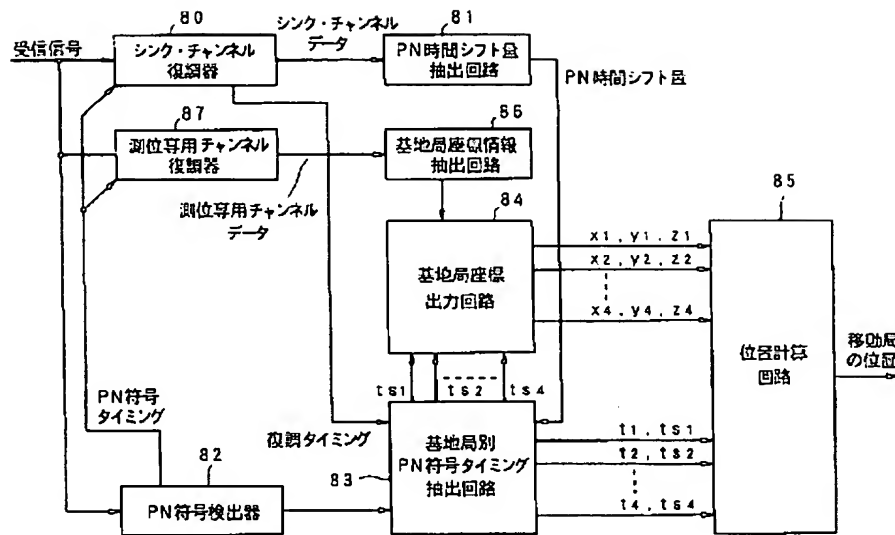 80
シンク・チャンネル
データ
81
受信信号
シンク・チャンネル
復調器
PN時間シフト量
抽出回路
PN時間シフト量
87
測位専用チャンネル
復調器
86
基地局座標情報
抽出回路
測位専用チャンネル
データ
84
基地局座標
出力回路
x1, y1, z1
x2, y2, z2
x4, y4, z4
85
位置計算
回路
移動局
の位置
ts1
ts2
ts4
PN符号
タイミング
復調タイミング
82
PN符号検出器
83
基地局別
PN符号タイミング
抽出回路
t1, ts1
t2, ts2
t4, ts4